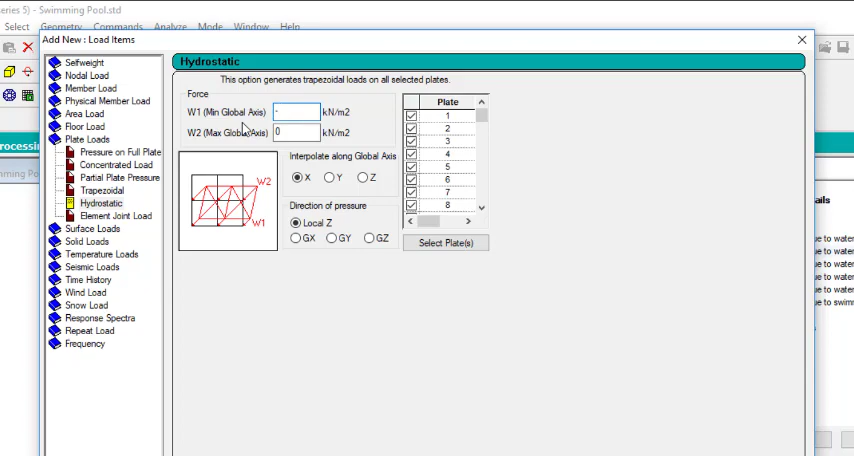 series 5) - Swimming Pool.std
Select Geometry Commands Analyze Mode Window Help
Add New : Load Items
Selfweight
Nodal Load
Member Load
Physical Member Load
Area Load
Floor Load
Plate Loads
Pressure on Full Plate
Concentrated Load
Partial Plate Pressure
Trapezoidal
Hydrostatic
Element Joint Load
Surface Loads
Solid Loads
Temperature Loads
Seismic Loads
Time History
Wind Load
Snow Load
Response Spectra
Repeat Load
Frequency
Hydrostatic
This option generates trapezoidal loads on all selected plates.
Force
W1 (Min Global Axis) - kN/m2
W2 (Max Global Axis) 0 kN/m2
W2
W1
Interpolate along Global Axis
X Y Z
Direction of pressure
Local Z
GX GY GZ
Plate
1
2
3
4
5
6
7
8
Select Plate(s)
ails
ue to water
ue to water
ue to water
ue to water
ue to water
ue to swim
rocessing